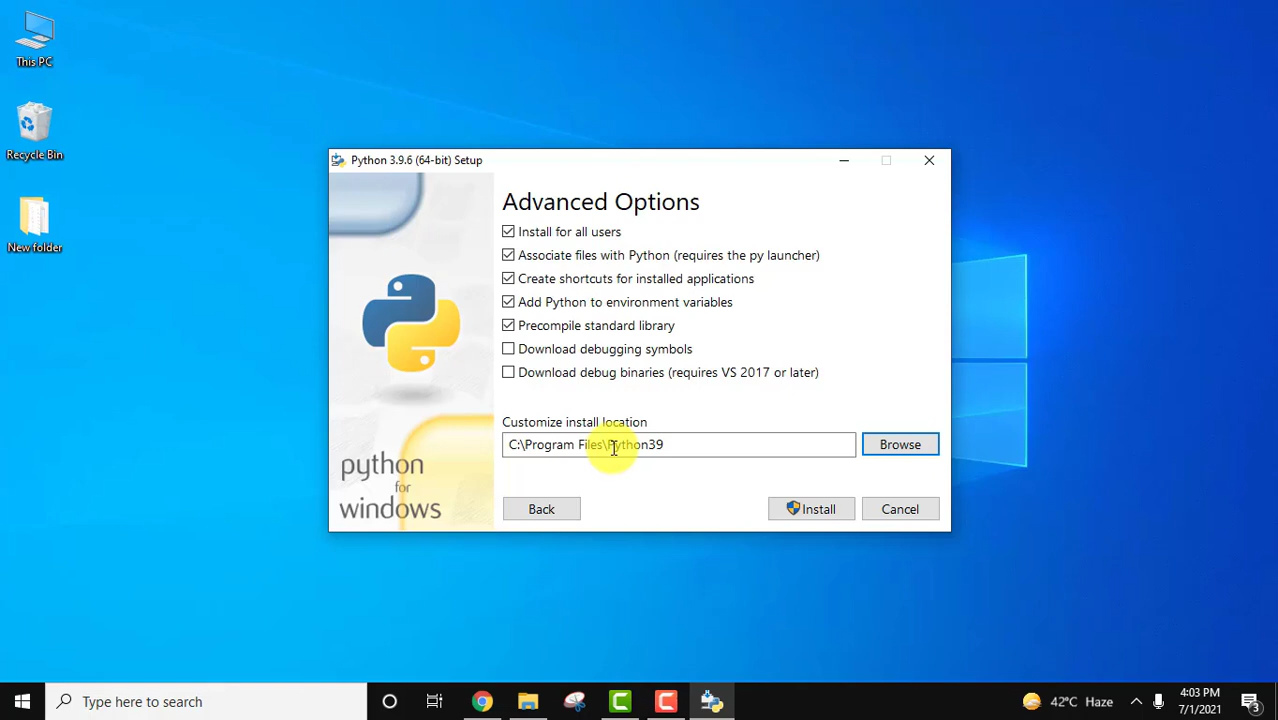 This PC
Recycle Bin
New folder
Python 3.9.6 (64-bit) Setup
Advanced Options
Install for all users
Associate files with Python (requires the py launcher)
Create shortcuts for installed applications
Add Python to environment variables
Precompile standard library
Download debugging symbols
Download debug binaries (requires VS 2017 or later)
Customize install location
C:\Program Files\Python39
Browse
python
for
windows
Back
Install
Cancel
Type here to search
42°C Haze
4:03 PM
7/1/2021
3